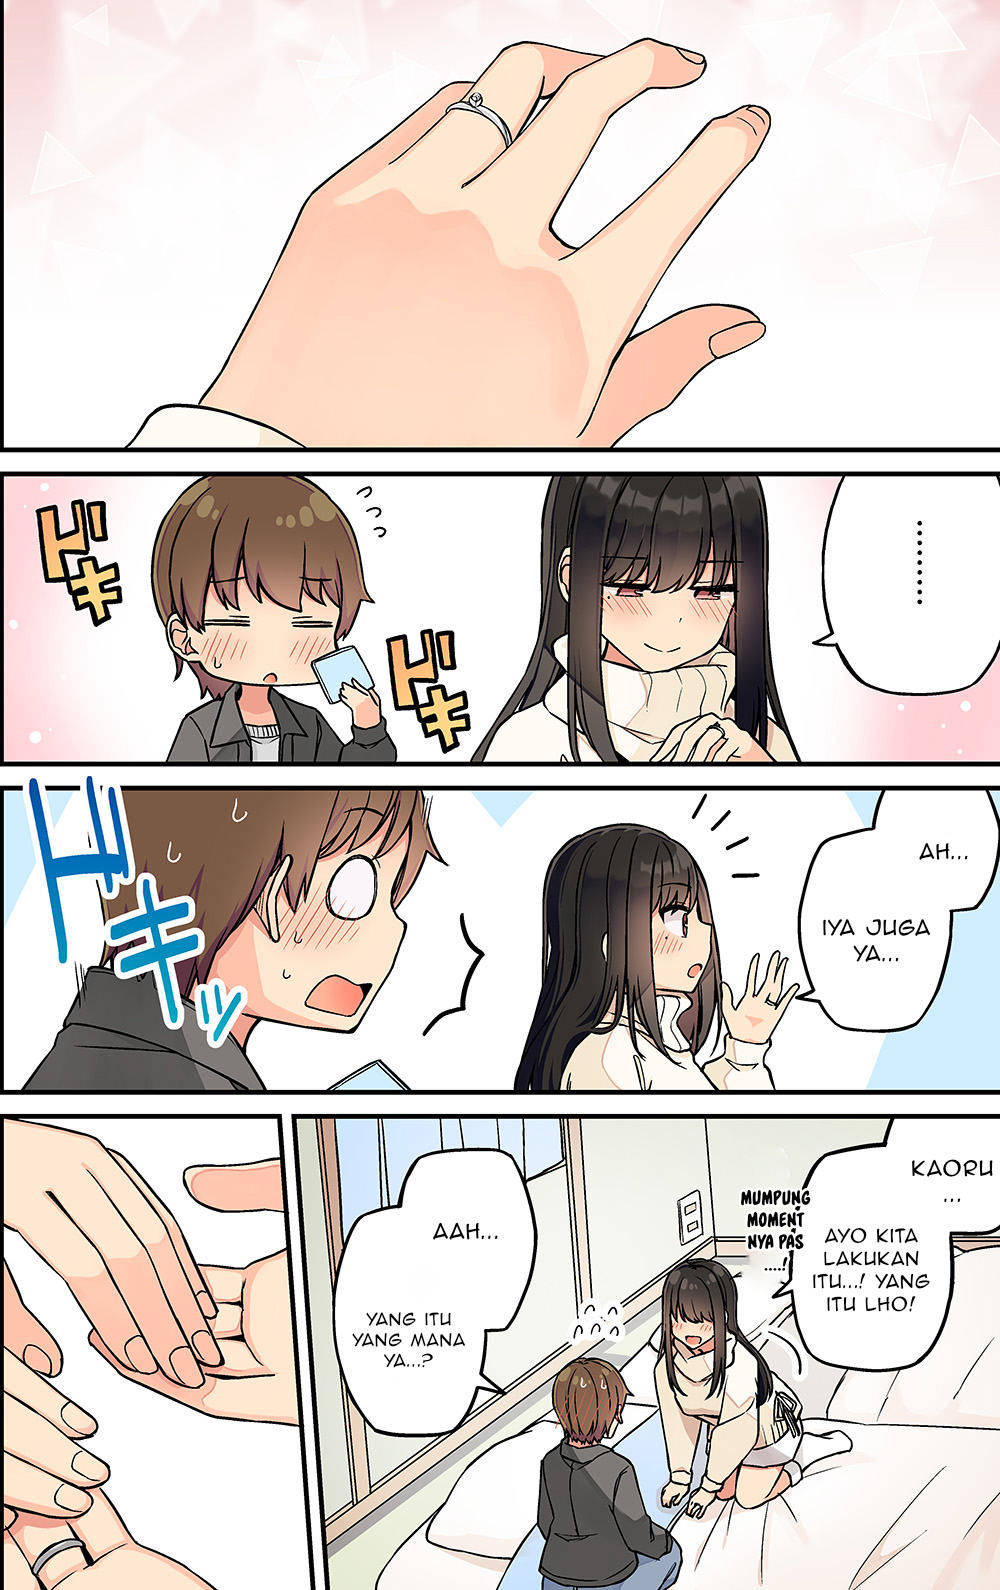 ドキ
ドキ
.........
AH...
IYA JUGA
YA...
ドキッ
KAORU
...
AYO KITA
LAKUKAN
ITU...! YANG
ITU LHO!
MUMPUNG
MOMENT
NYA PAS
.....!
AAH...
YANG ITU
YANG MANA
YA...?